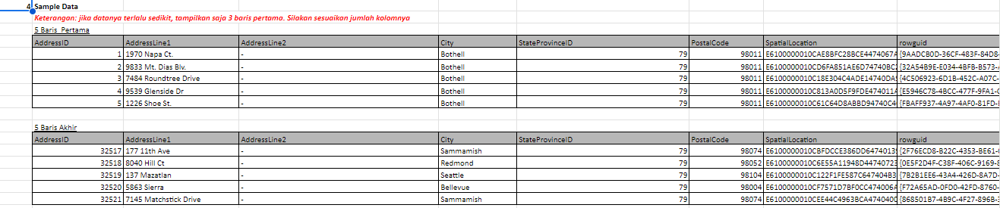 4 Sample Data
Keterangan: jika datanya terlalu sedikit, tampilkan saja 3 baris pertama. Silakan sesuaikan jumlah kolomnya
5 Baris Pertama
AddressID AddressLine1 AddressLine2 City StateProvinceID PostalCode SpatialLocation rowguid
1 1970 Napa Ct. - Bothell 79 98011 E6100000010CAE8BFC28BCE4474067A {9AADCB0D-36CF-483F-84D8-
2 9833 Mt. Dias Blv. - Bothell 79 98011 E6100000010CD6FA851AE6D74740BC {32A54B9E-E034-4BFB-B573-
3 7484 Roundtree Drive - Bothell 79 98011 E6100000010C18E304C4ADE14740DA {4C506923-6D1B-452C-A07C-
4 9539 Glenside Dr - Bothell 79 98011 E6100000010C813A0D5F9FDE474011A {E5946C78-4BCC-477F-9FA1-
5 1226 Shoe St. - Bothell 79 98011 E6100000010C61C64D8ABBD94740C4 {FBAFF937-4A97-4AF0-81FD-
5 Baris Akhir
AddressID AddressLine1 AddressLine2 City StateProvinceID PostalCode SpatialLocation rowguid
32517 177 11th Ave - Sammamish 79 98074 E6100000010CBFDCCE386DD6474013 {2F76ECD8-B22C-4353-BE61-
32518 8040 Hill Ct - Redmond 79 98052 E6100000010C6E55A11948D44740723 {0E5F2D4F-C38F-406C-9169-
32519 137 Mazatlan - Seattle 79 98104 E6100000010C122F1FE587C647404B3 {7B2B1EE6-43A4-426D-8A7D-
32520 5863 Sierra - Bellevue 79 98004 E6100000010CF7571D7BF0CC474006A {F72A65AD-0FD0-42FD-8760-
32521 7145 Matchstick Drive - Sammamish 79 98074 E6100000010CEE44C4963BCA4740400 {868501B7-4B9C-4F27-896B-